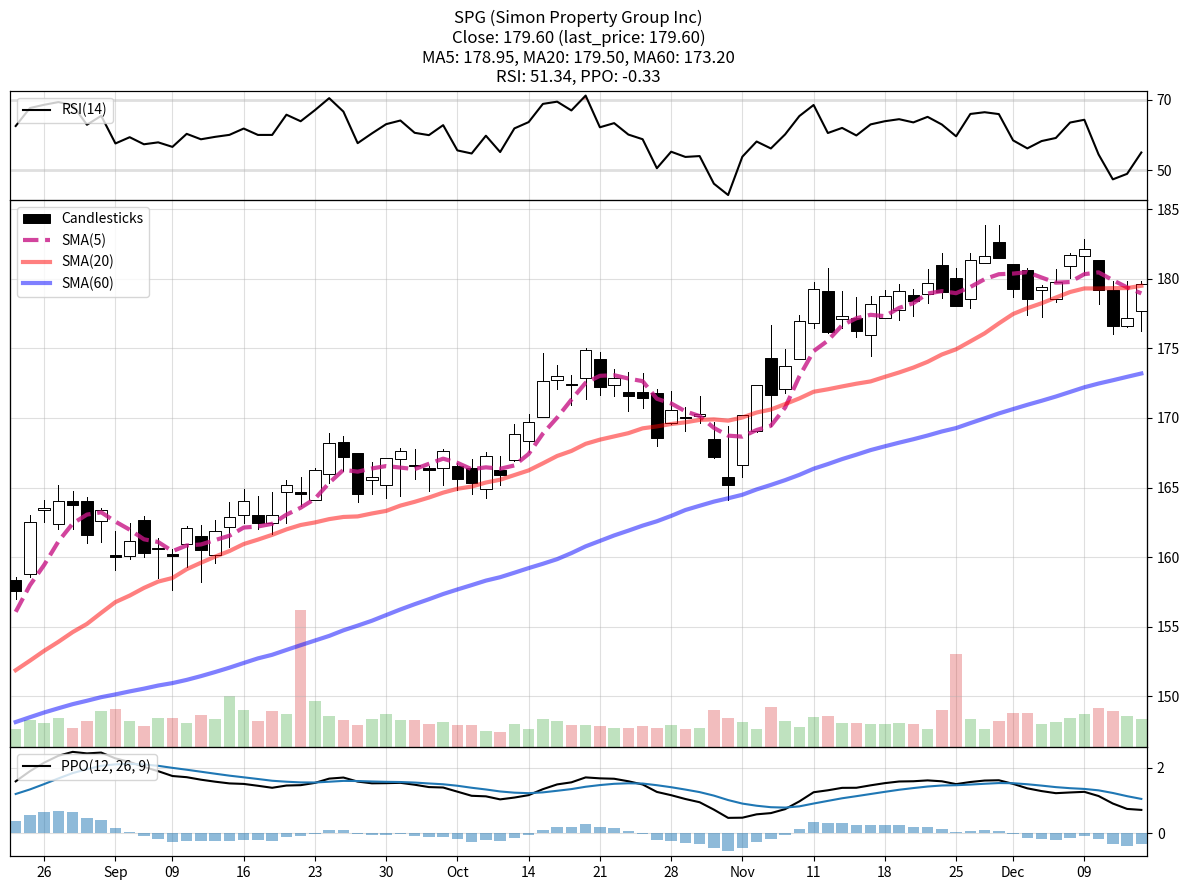 SPG (Simon Property Group Inc)
Close: 179.60 (last_price: 179.60)
MA5: 178.95, MA20: 179.50, MA60: 173.20
RSI: 51.34, PPO: -0.33
RSI(14)
70
50
Candlesticks
SMA(5)
SMA(20)
SMA(60)
185
180
175
170
165
160
155
150
PPO(12, 26, 9)
2
0
26 Sep 09 16 23 30 Oct 14 21 28 Nov 11 18 25 Dec 09